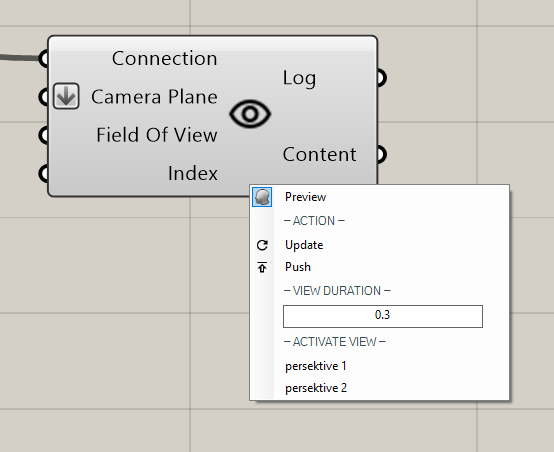 Connection
Camera Plane
Field Of View
Index
Log
Content
Preview
– ACTION –
Update
Push
– VIEW DURATION –
0.3
– ACTIVATE VIEW –
persektive 1
persektive 2